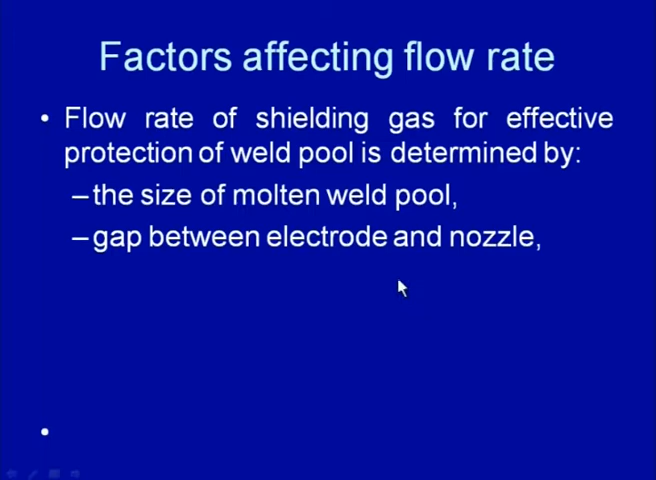 Factors affecting flow rate
• Flow rate of shielding gas for effective
protection of weld pool is determined by:
–the size of molten weld pool,
–gap between electrode and nozzle,
•